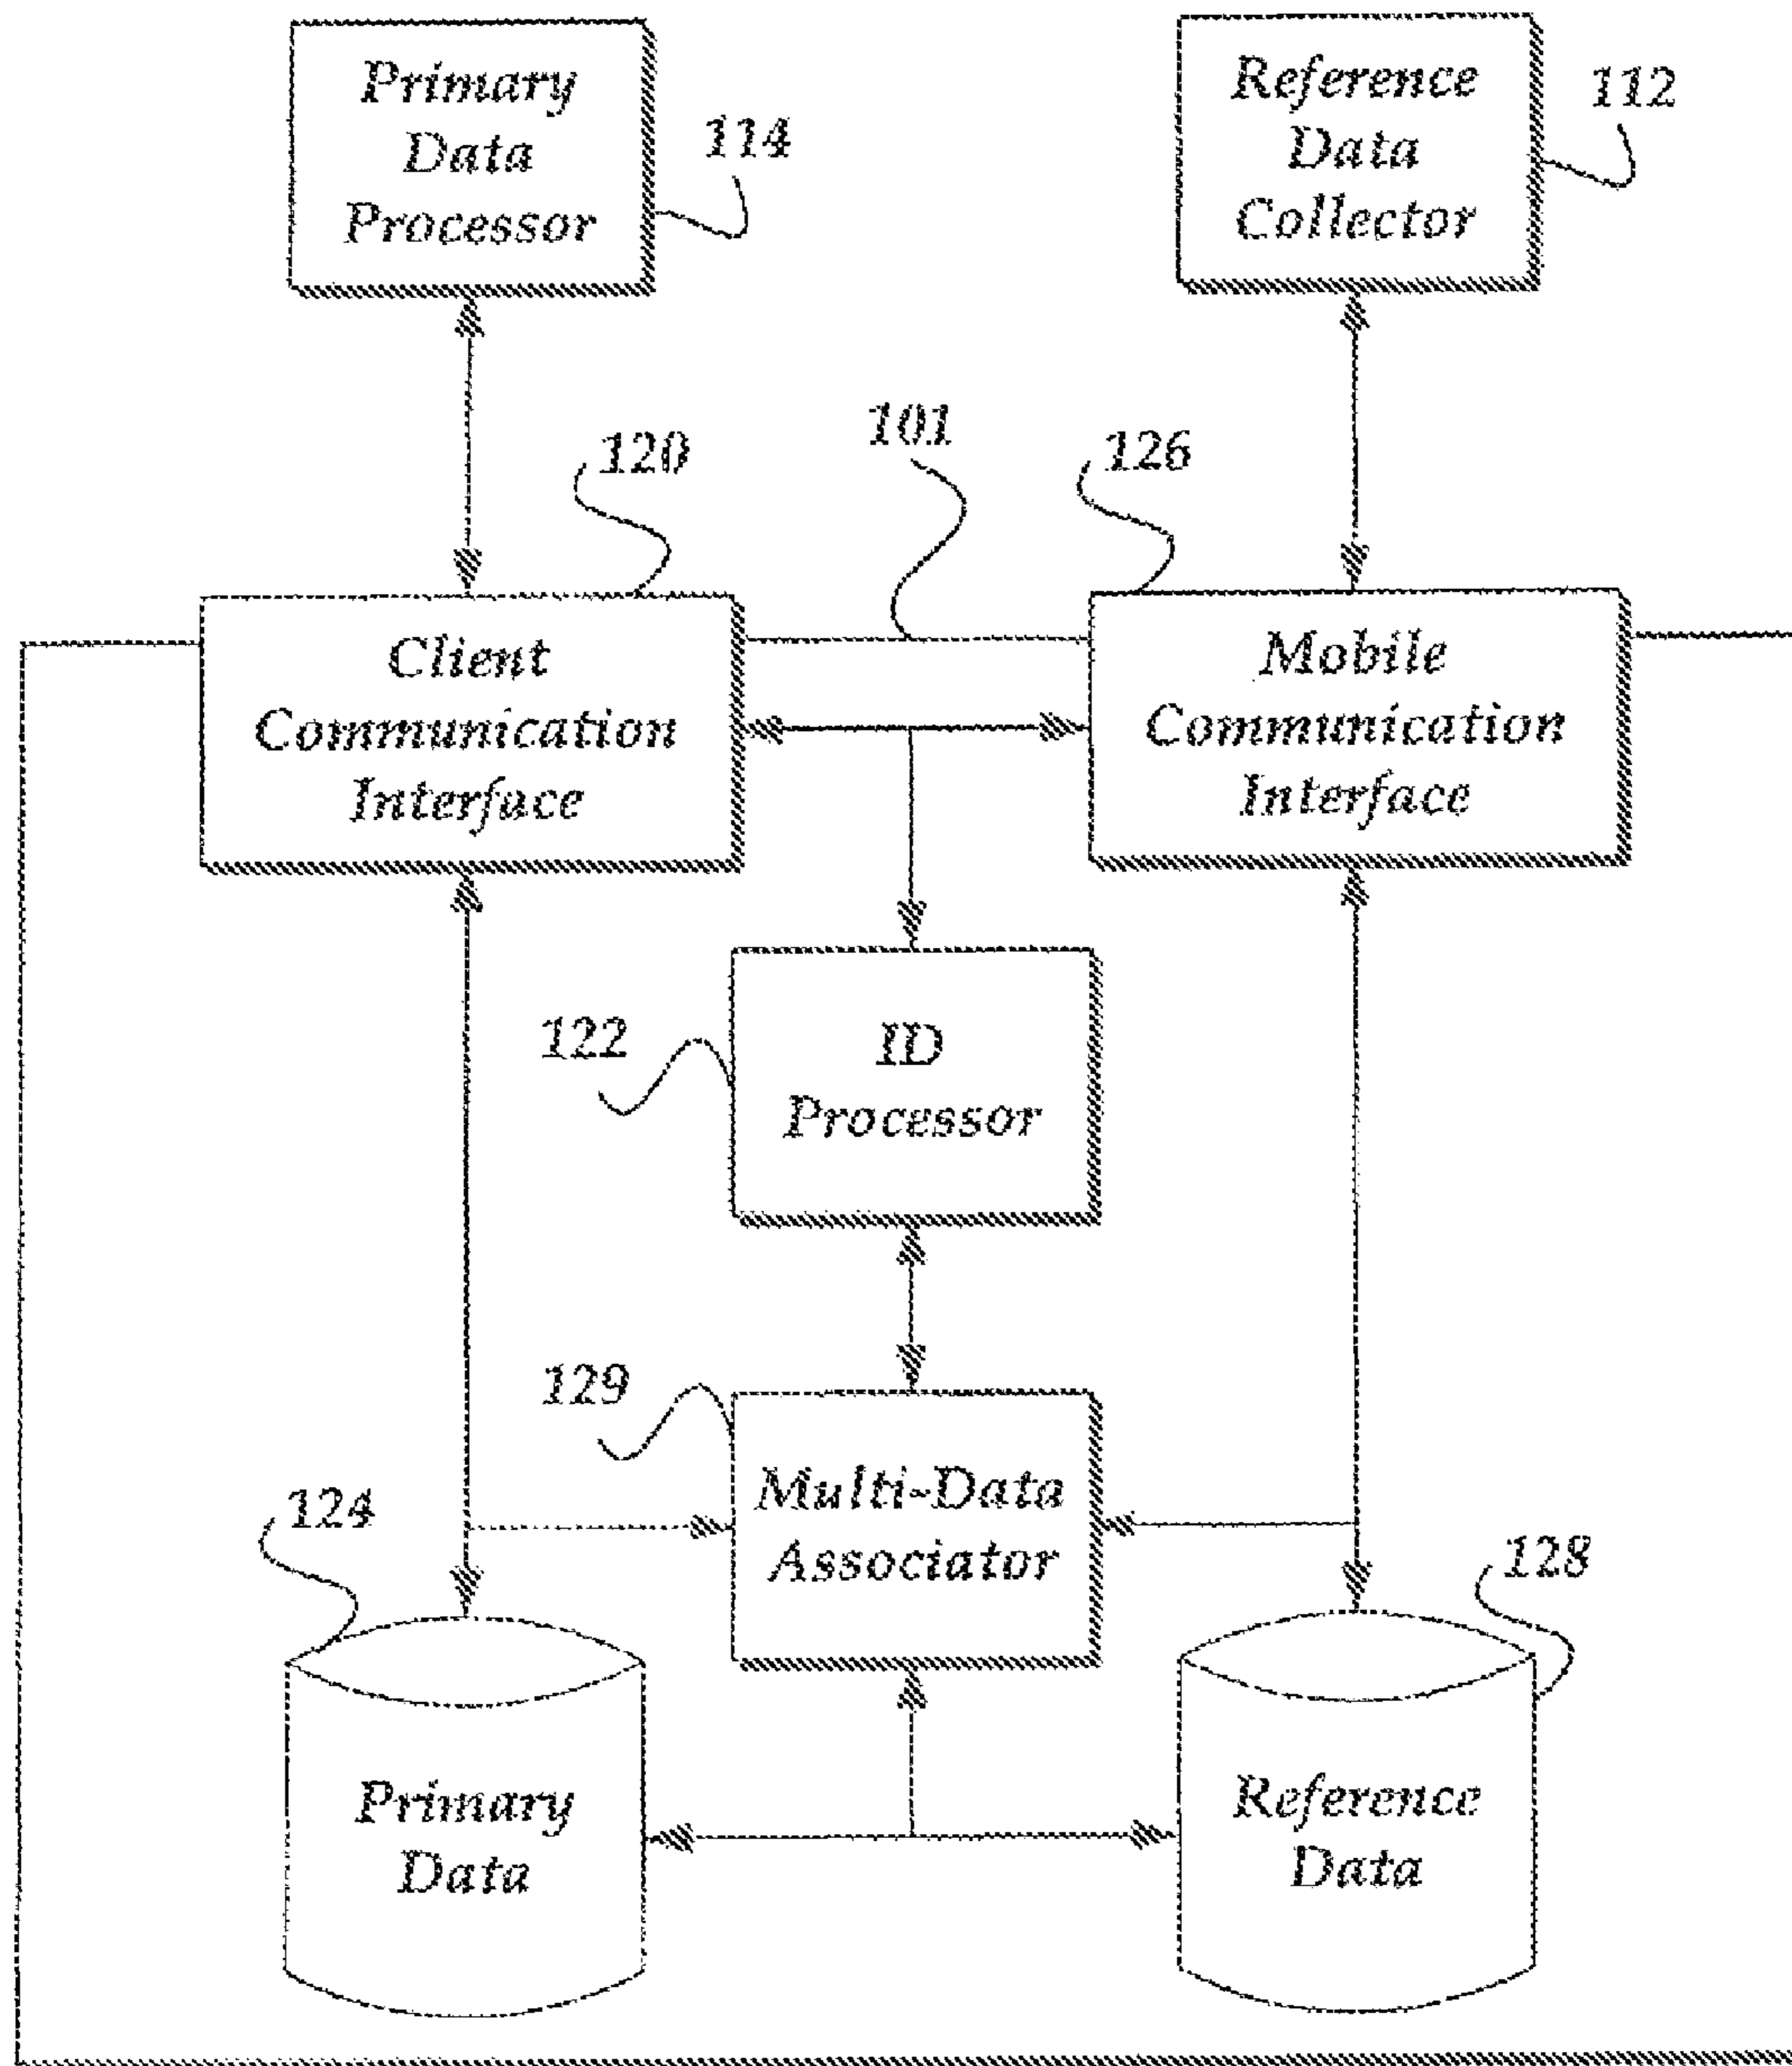 Primary
Data
Processor
114
Reference
Data
Collector
112
120
101
126
Client
Communication
Interface
Mobile
Communication
Interface
122
ID
Processor
129
Multi-Data
Associator
124
128
Primary
Data
Reference
Data